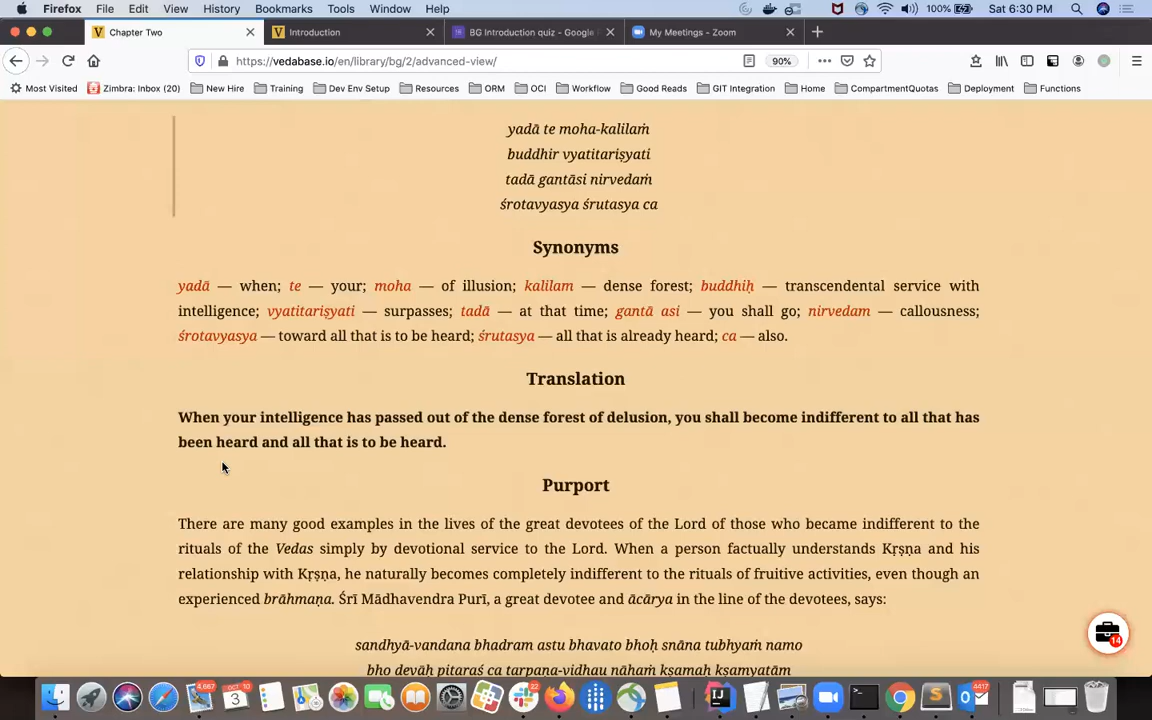 Firefox File Edit View History Bookmarks Tools Window Help 100% Sat 6:30 PM
Chapter Two Introduction BG Introduction quiz - Google My Meetings - Zoom
https://vedabase.io/en/library/bg/2/advanced-view/ 90%
Most Visited Zimbra: Inbox (20) New Hire Training Dev Env Setup Resources ORM OCI Workflow Good Reads GIT Integration Home CompartmentQuotas Deployment Functions
yadā te moha-kalilaṁ
buddhir vyatitariṣyati
tadā gantāsi nirvedaṁ
śrotavyasya śrutasya ca
Synonyms
yadā — when; te — your; moha — of illusion; kalilam — dense forest; buddhiḥ — transcendental service with
intelligence; vyatitariṣyati — surpasses; tadā — at that time; gantā asi — you shall go; nirvedam — callousness;
śrotavyasya — toward all that is to be heard; śrutasya — all that is already heard; ca — also.
Translation
When your intelligence has passed out of the dense forest of delusion, you shall become indifferent to all that has
been heard and all that is to be heard.
Purport
There are many good examples in the lives of the great devotees of the Lord of those who became indifferent to the
rituals of the Vedas simply by devotional service to the Lord. When a person factually understands Kṛṣṇa and his
relationship with Kṛṣṇa, he naturally becomes completely indifferent to the rituals of fruitive activities, even though an
experienced brāhmaṇa. Śrī Mādhavendra Purī, a great devotee and ācārya in the line of the devotees, says:
sandhyā-vandana bhadram astu bhavato bhoḥ snāna tubhyaṁ namo
bho devāḥ pitaraś ca tarpaṇa-vidhau nāhaṁ kṣamaḥ kṣamyatām
14
4,667 OCT 3 22 4417